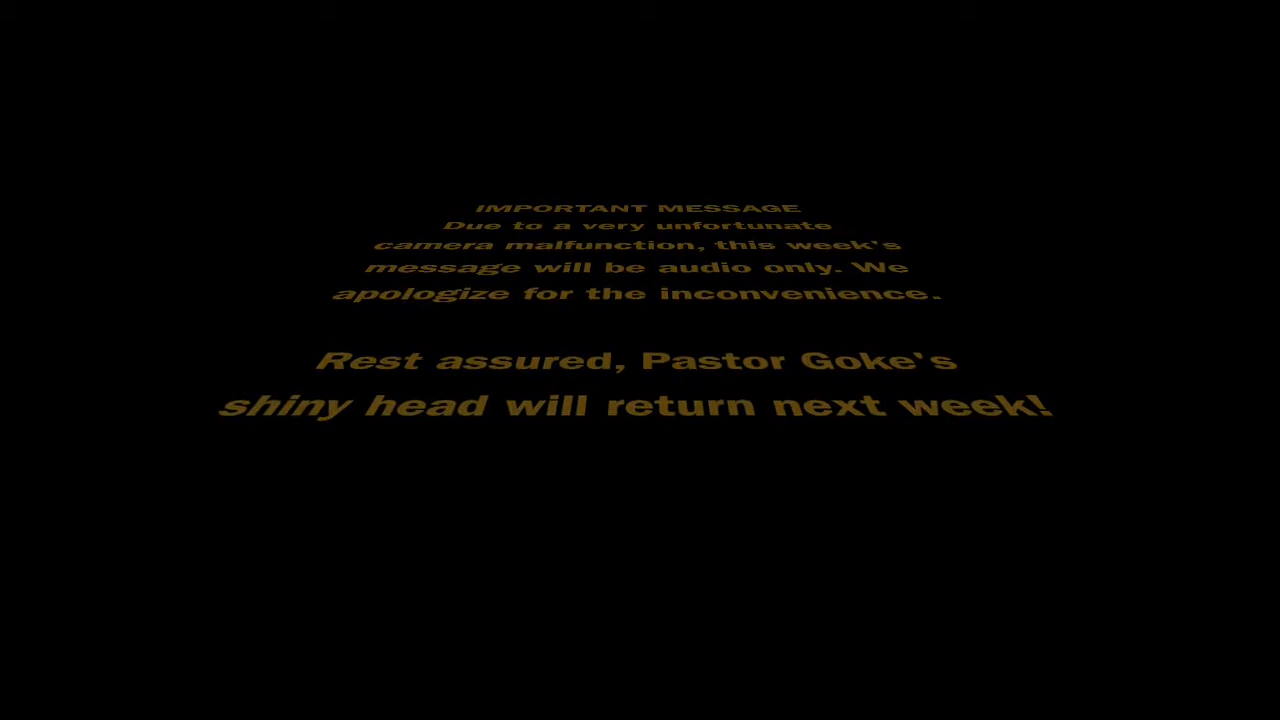 IMPORTANT MESSAGE
Due to a very unfortunate
camera malfunction, this week's
message will be audio only. We
apologize for the inconvenience.
Rest assured, Pastor Goke's
shiny head will return next week!